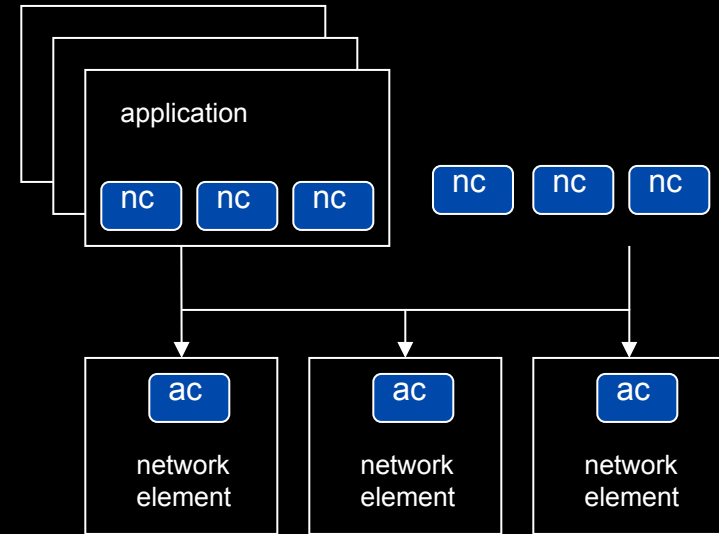 application
nc nc nc nc nc nc
ac ac ac
network network network
element element element